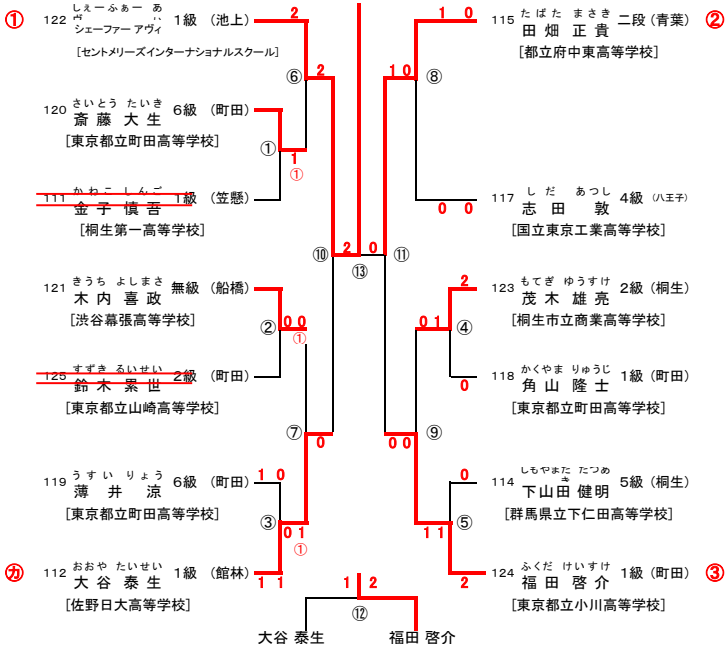 ① 122 しぇーふぁー あ
シェーファー アヴィ 1級 (池上) 2
[セントメリーズインターナショナルスクール]
⑥ 2
120 さいとう たいき
斎藤 大生 6級 (町田)
[東京都立町田高等学校]
① 1
①
111 かねこ しんご
金子 慎吾 1級 (笠懸)
[桐生第一高等学校]
⑩ 2 0 ⑪
⑬
121 きうち よしまさ
木内 喜政 無級 (船橋)
[渋谷幕張高等学校]
② 0 0
①
125 すずき るいせい
鈴木 累世 2級 (町田)
[東京都立山崎高等学校]
⑦ 0
119 うすい りょう
薄井 涼 6級 (町田) 1 0
[東京都立町田高等学校]
③ 0 1
①
カ 112 おおや たいせい
大谷 泰生 1級 (館林) 1 1
[佐野日大高等学校]
1 0 115 たばた まさき
田畑 正貴 二段 (青葉) ②
[都立府中東高等学校]
1 0 ⑧
117 しだ あつし
志田 敦 4級 (八王子)
0 0
[国立東京工業高等学校]
2 123 もてぎ ゆうすけ
茂木 雄亮 2級 (桐生)
[桐生市立商業高等学校]
0 1 ④
118 かくやま りゅうじ
角山 隆士 1級 (町田)
0
[東京都立町田高等学校]
0 0 ⑨
0 114 しもやまだ たつあ
き
下山田 健明 5級 (桐生)
[群馬県立下仁田高等学校]
1 1 ⑤
124 ふくだ けいすけ
福田 啓介 1級 (町田) ③
2
[東京都立小川高等学校]
1 2
⑫
大谷 泰生 福田 啓介